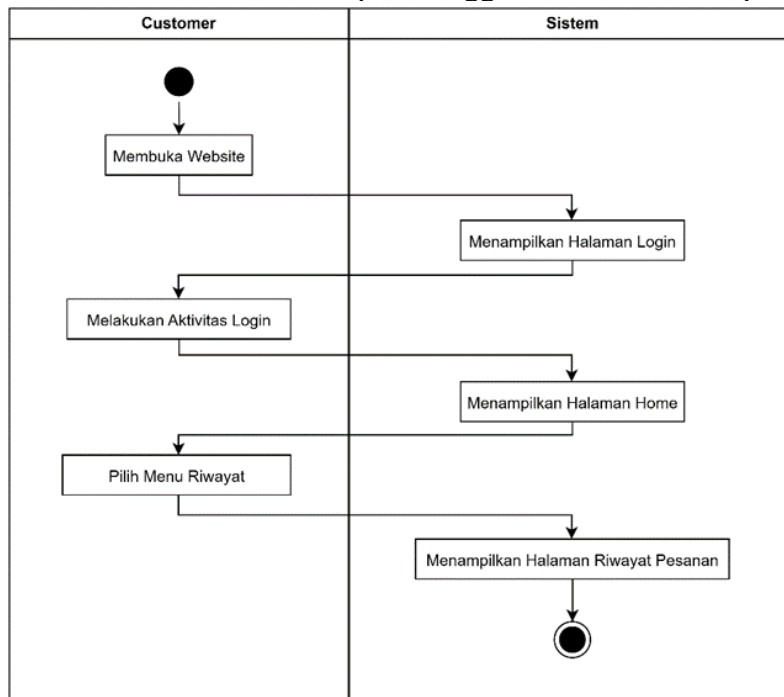 Customer
Sistem
Membuka Website
Menampilkan Halaman Login
Melakukan Aktivitas Login
Menampilkan Halaman Home
Pilih Menu Riwayat
Menampilkan Halaman Riwayat Pesanan